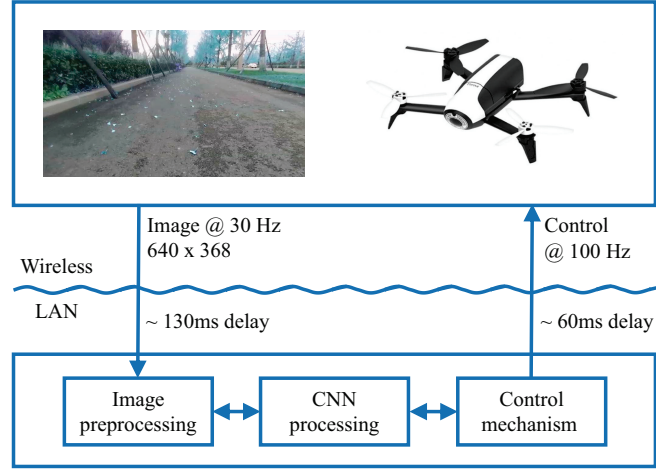 Image @ 30 Hz
640 x 368
Control
@ 100 Hz
Wireless
LAN
~ 130ms delay
~ 60ms delay
Image
preprocessing
CNN
processing
Control
mechanism